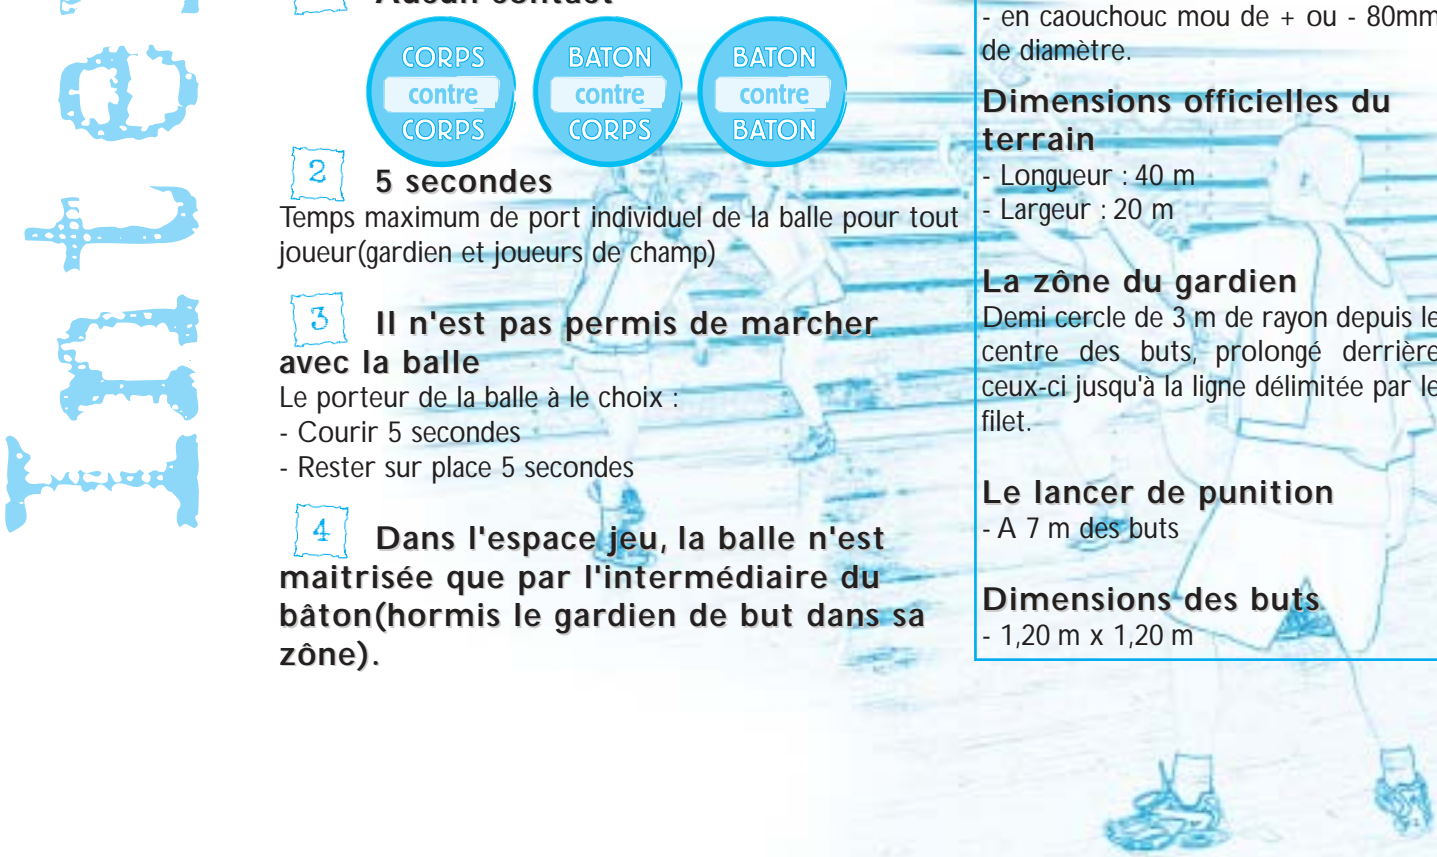 Aucun contact
CORPS
contre
CORPS
BATON
contre
CORPS
BATON
contre
BATON
2
5 secondes
Temps maximum de port individuel de la balle pour tout
joueur(gardien et joueurs de champ)
3
Il n'est pas permis de marcher
avec la balle
Le porteur de la balle à le choix :
- Courir 5 secondes
- Rester sur place 5 secondes
4
Dans l'espace jeu, la balle n'est
maitrisée que par l'intermédiaire du
bâton(hormis le gardien de but dans sa
zône).
- en caouchouc mou de + ou - 80mm
de diamètre.
Dimensions officielles du
terrain
- Longueur : 40 m
- Largeur : 20 m
La zône du gardien
Demi cercle de 3 m de rayon depuis le
centre des buts, prolongé derrière
ceux-ci jusqu'à la ligne délimitée par le
filet.
Le lancer de punition
- A 7 m des buts
Dimensions des buts
- 1,20 m x 1,20 m
Inte